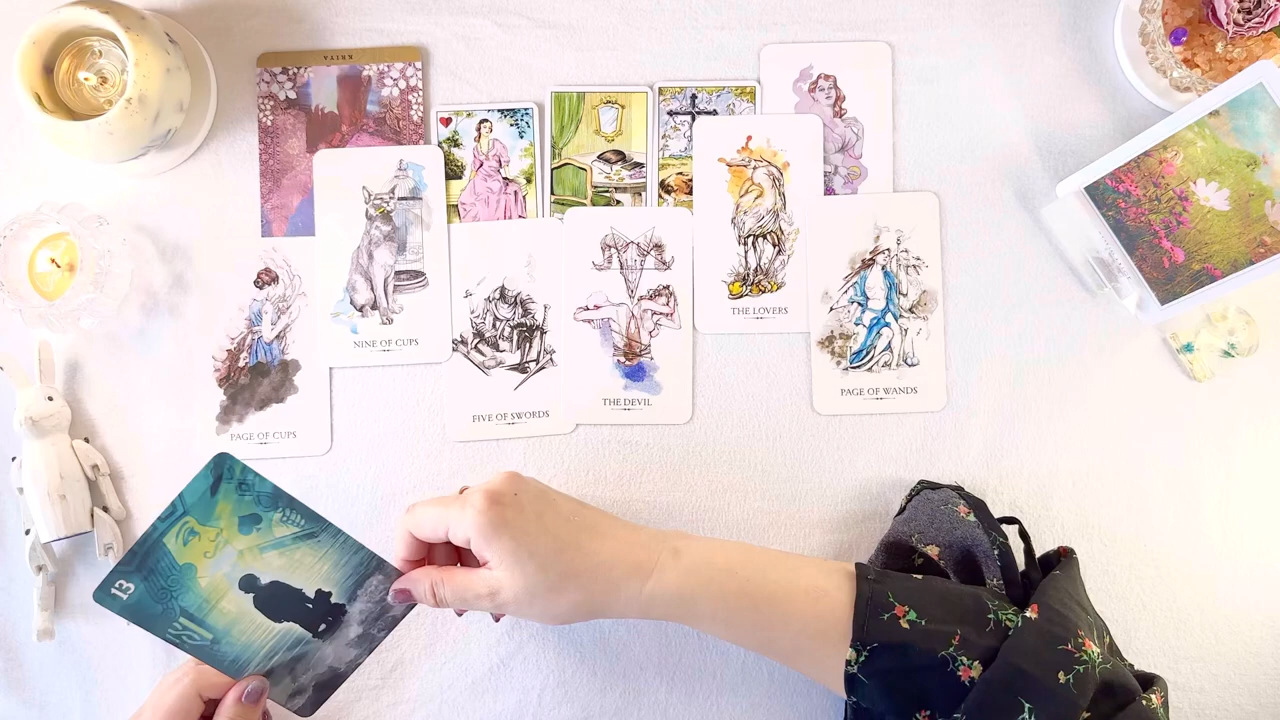 KRIYA
THE LOVERS
NINE OF CUPS
PAGE OF WANDS
THE DEVIL
FIVE OF SWORDS
PAGE OF CUPS
13